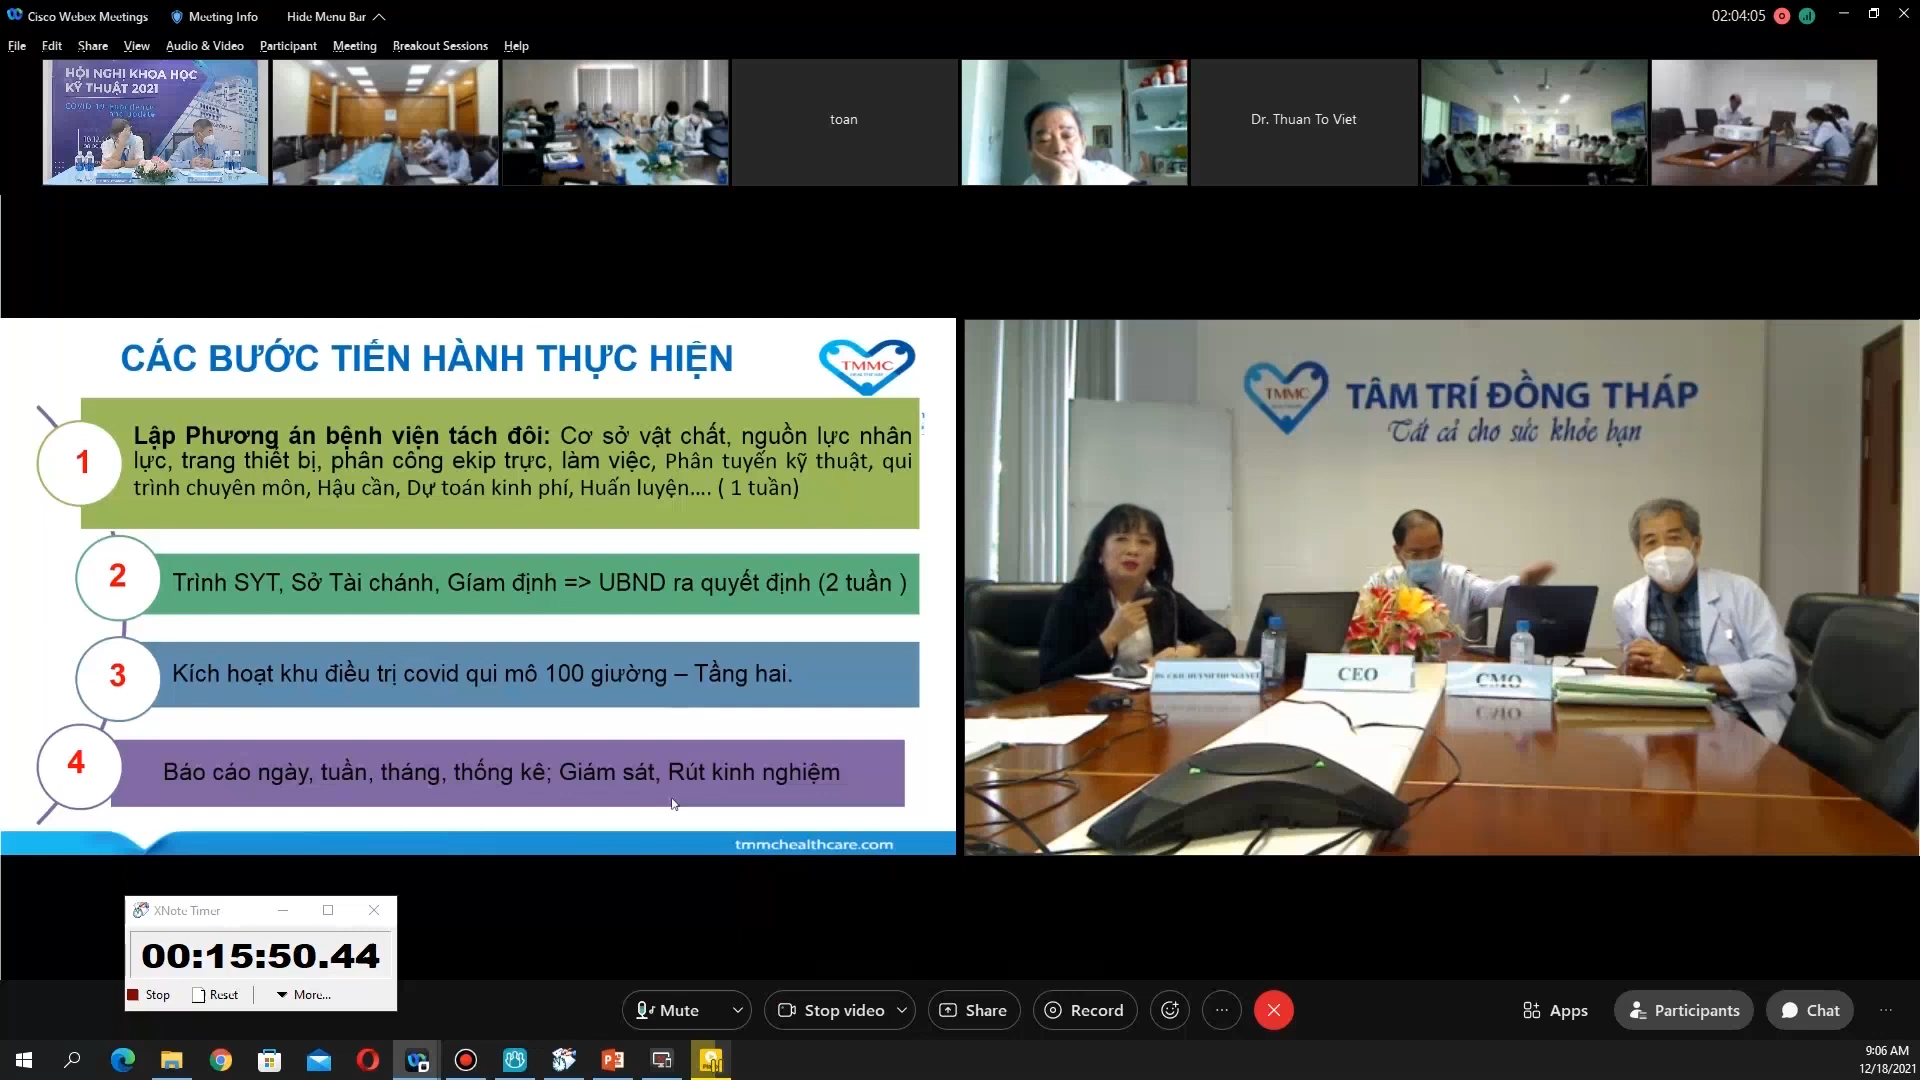 Cisco Webex Meetings
Meeting Info
Hide Menu Bar
02:04:05
File
Edit
Share
View
Audio & Video
Participant
Meeting
Breakout Sessions
Help
HỘI NGHỊ KHOA HỌC
KỸ THUẬT 2021
toan
Dr. Thuan To Viet
CÁC BƯỚC TIẾN HÀNH THỰC HIỆN
TMMC
1
Lập Phương án bệnh viện tách đôi: Cơ sở vật chất, nguồn lực nhân
lực, trang thiết bị, phân công ekip trực, làm việc, Phân tuyến kỹ thuật, qui
trình chuyên môn, Hậu cần, Dự toán kinh phí, Huấn luyện.... ( 1 tuần)
2
Trình SYT, Sở Tài chánh, Gíam định => UBND ra quyết định (2 tuần )
3
Kích hoạt khu điều trị covid qui mô 100 giường – Tầng hai.
4
Báo cáo ngày, tuần, tháng, thống kê; Giám sát, Rút kinh nghiệm
tmmchealthcare.com
TMMC
TÂM TRÍ ĐỒNG THÁP
Tất cả cho sức khỏe bạn
CEO
CMO
XNote Timer
00:15:50.44
Stop
Reset
More...
Mute
Stop video
Share
Record
Apps
Participants
Chat
9:06 AM
12/18/2021